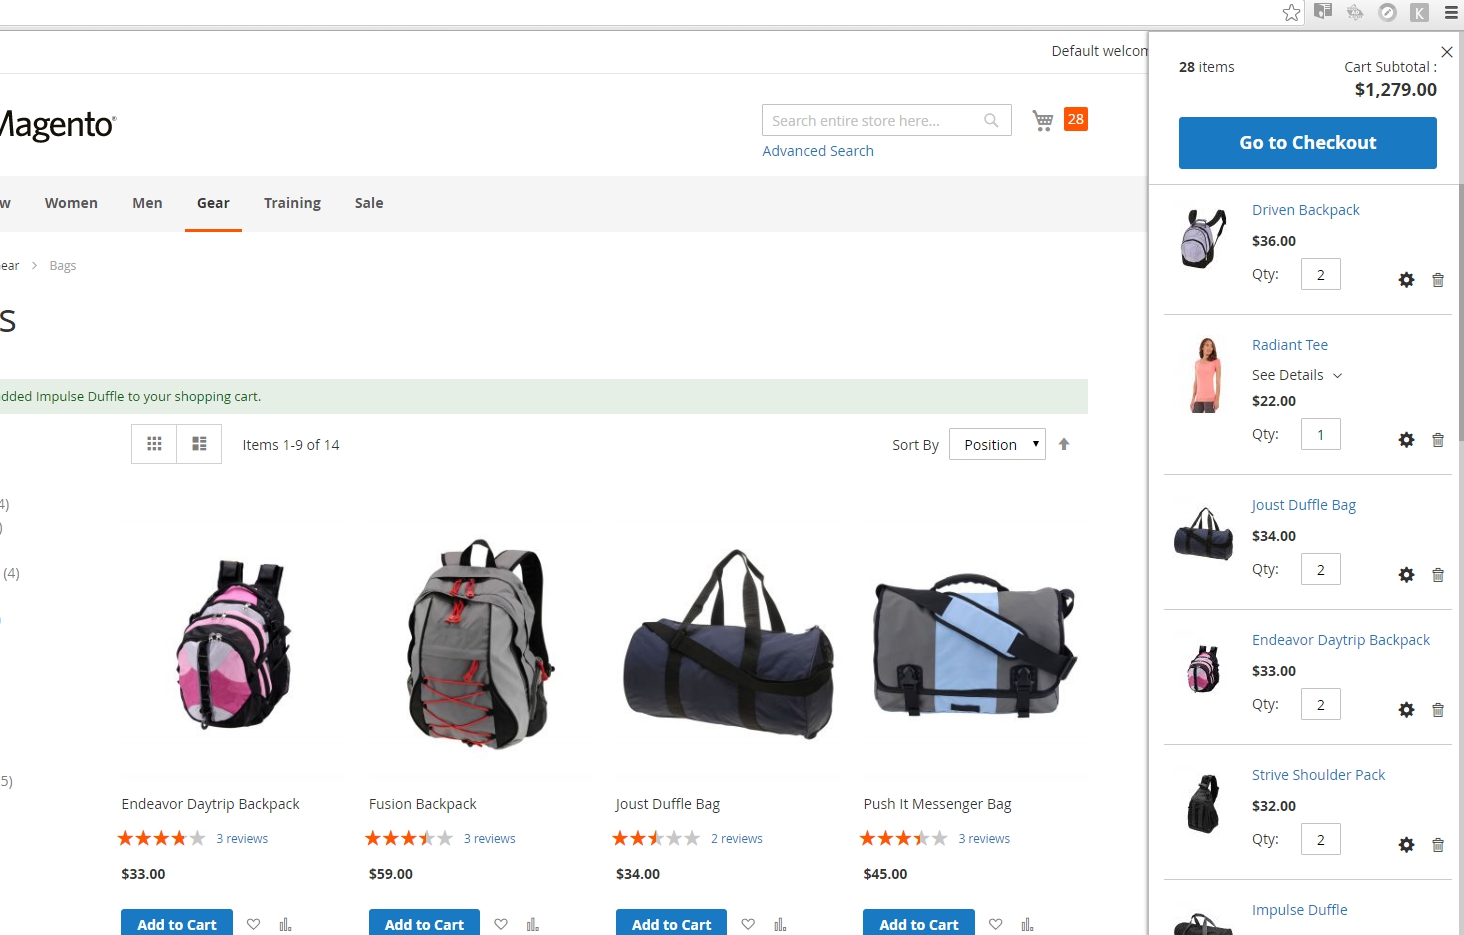 Default welcom
28 items
Cart Subtotal :
$1,279.00
Go to Checkout
Magento
Search entire store here...
28
Advanced Search
w Women Men Gear Training Sale
ear > Bags
s
dded Impulse Duffle to your shopping cart.
Items 1-9 of 14
Sort By Position
4)
)
(4)
5)
Endeavor Daytrip Backpack
3 reviews
$33.00
Add to Cart
Fusion Backpack
3 reviews
$59.00
Add to Cart
Joust Duffle Bag
2 reviews
$34.00
Add to Cart
Push It Messenger Bag
3 reviews
$45.00
Add to Cart
Driven Backpack
$36.00
Qty: 2
Radiant Tee
See Details
$22.00
Qty: 1
Joust Duffle Bag
$34.00
Qty: 2
Endeavor Daytrip Backpack
$33.00
Qty: 2
Strive Shoulder Pack
$32.00
Qty: 2
Impulse Duffle